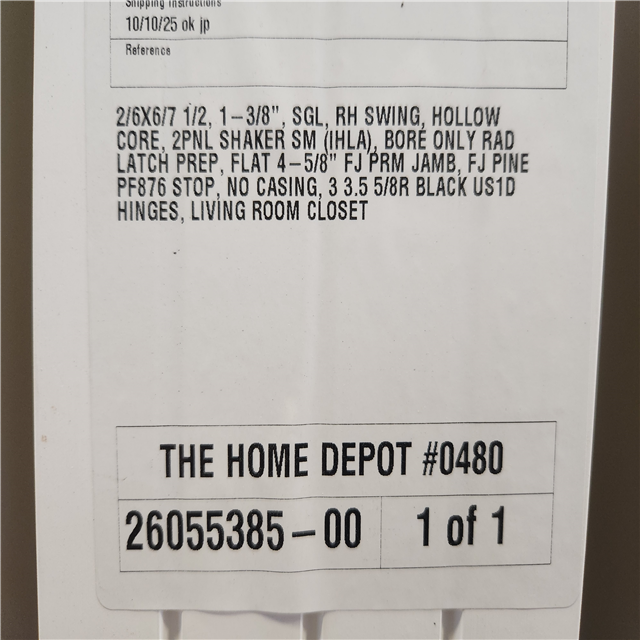 Shipping Instructions
10/10/25 ok jp
Reference
2/6X6/7 1/2, 1-3/8", SGL, RH SWING, HOLLOW
CORE, 2PNL SHAKER SM (IHLA), BORE ONLY RAD
LATCH PREP, FLAT 4-5/8" FJ PRM JAMB, FJ PINE
PF876 STOP, NO CASING, 3 3.5 5/8R BLACK US1D
HINGES, LIVING ROOM CLOSET
THE HOME DEPOT #0480
26055385-00
1 of 1